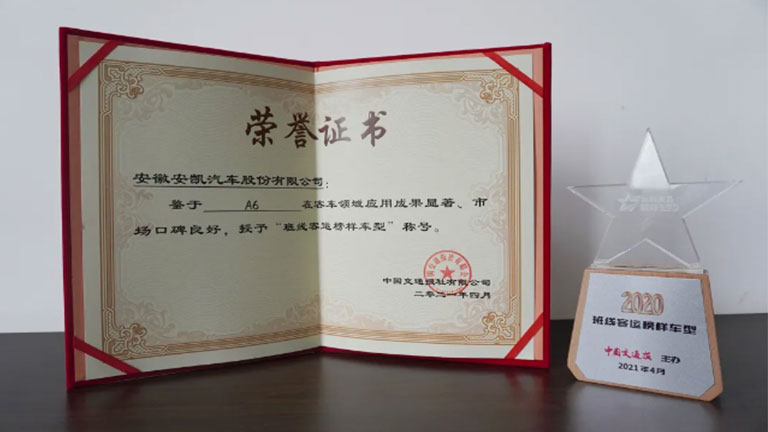 荣誉证书
安徽安凯汽车股份有限公司:
鉴于 A6 在客车领域应用成果显著、市
场口碑良好,授予“班线客运榜样车型”称号。
中国交通报社有限公司
二零二一年四月
2020
班线客运榜样车型
中国交通报 主办
2021年4月